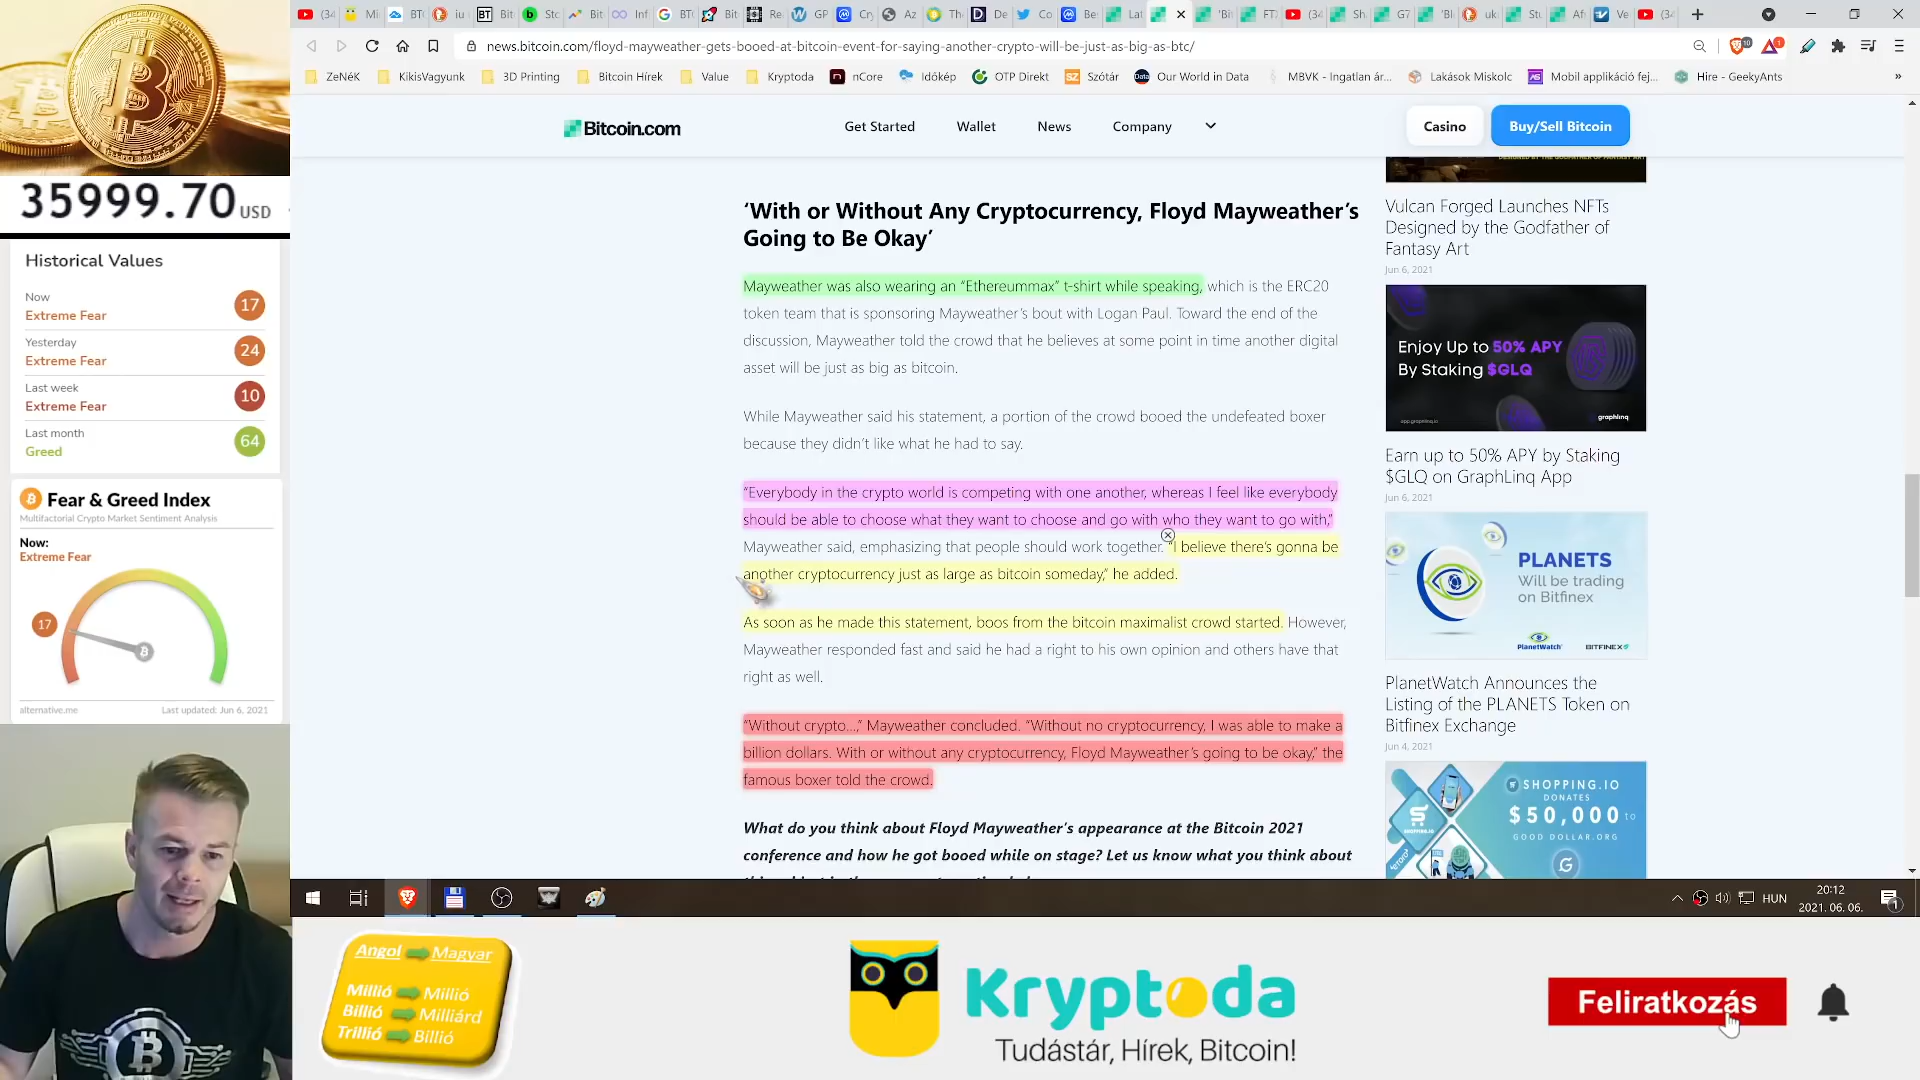 35999.70 USD
Historical Values
Now
Extreme Fear
17
Yesterday
Extreme Fear
24
Last week
Extreme Fear
10
Last month
Greed
64
Fear & Greed Index
Multifactorial Crypto Market Sentiment Analysis
Now:
Extreme Fear
17
alternative.me
Last updated: Jun 6, 2021
news.bitcoin.com/floyd-mayweather-gets-booed-at-bitcoin-event-for-saying-another-crypto-will-be-just-as-big-as-btc/
ZeNéK
KikisVagyunk
3D Printing
Bitcoin Hírek
Value
Kryptoda
nCore
Időkép
OTP Direkt
Szótár
Our World in Data
MBVK - Ingatlan ár...
Lakások Miskolc
Mobil applikáció fej...
Hire - GeekyAnts
Bitcoin.com
Get Started
Wallet
News
Company
Casino
Buy/Sell Bitcoin
‘With or Without Any Cryptocurrency, Floyd Mayweather’s
Going to Be Okay’
Mayweather was also wearing an “Ethereummax” t-shirt while speaking, which is the ERC20
token team that is sponsoring Mayweather’s bout with Logan Paul. Toward the end of the
discussion, Mayweather told the crowd that he believes at some point in time another digital
asset will be just as big as bitcoin.
While Mayweather said his statement, a portion of the crowd booed the undefeated boxer
because they didn’t like what he had to say.
“Everybody in the crypto world is competing with one another, whereas I feel like everybody
should be able to choose what they want to choose and go with who they want to go with,”
Mayweather said, emphasizing that people should work together. “I believe there’s gonna be
another cryptocurrency just as large as bitcoin someday,” he added.
As soon as he made this statement, boos from the bitcoin maximalist crowd started. However,
Mayweather responded fast and said he had a right to his own opinion and others have that
right as well.
“Without crypto…,” Mayweather concluded. “Without no cryptocurrency, I was able to make a
billion dollars. With or without any cryptocurrency, Floyd Mayweather’s going to be okay,” the
famous boxer told the crowd.
What do you think about Floyd Mayweather’s appearance at the Bitcoin 2021
conference and how he got booed while on stage? Let us know what you think about
Vulcan Forged Launches NFTs
Designed by the Godfather of
Fantasy Art
Jun 6, 2021
Enjoy Up to 50% APY
By Staking $GLQ
graphlinq
Earn up to 50% APY by Staking
$GLQ on GraphLinq App
Jun 6, 2021
PLANETS
Will be trading
on Bitfinex
PlanetWatch
BITFINEX
PlanetWatch Announces the
Listing of the PLANETS Token on
Bitfinex Exchange
Jun 4, 2021
SHOPPING.IO
DONATES
$50,000 to
GOOD DOLLAR.ORG
HUN
20:12
2021. 06. 06.
Angol Magyar
Millió Millió
Billió Milliárd
Trillió Billió
Kryptoda
Tudástár, Hírek, Bitcoin!
Feliratkozás